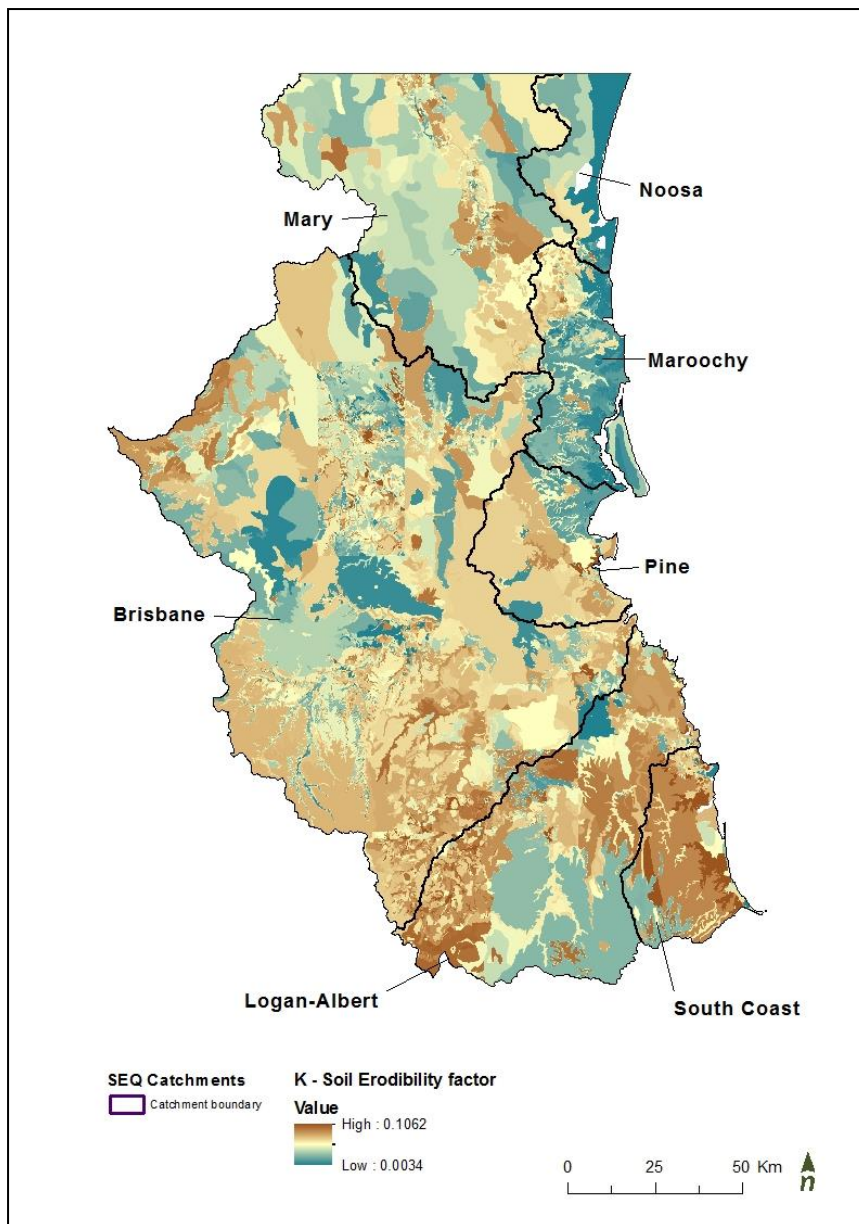 Noosa
Mary
Maroochy
Pine
Brisbane
Logan-Albert
South Coast
SEQ Catchments
Catchment boundary
K - Soil Erodibility factor
Value
High : 0.1062
Low : 0.0034
0 25 50 Km
n